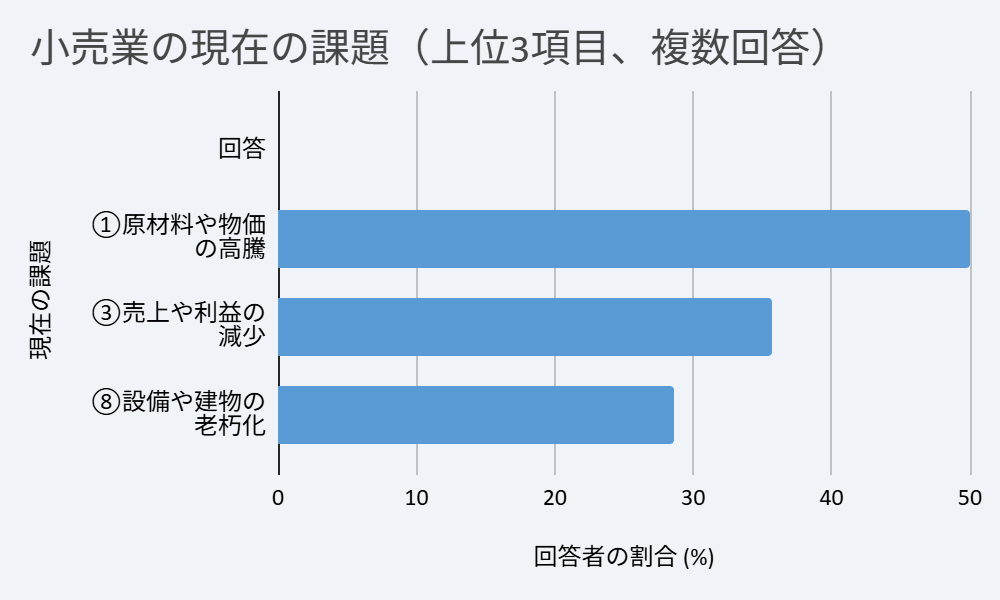 小売業の現在の課題（上位3項目、複数回答）
現在の課題
回答
①原材料や物価
の高騰
③売上や利益の
減少
⑧設備や建物の
老朽化
0 10 20 30 40 50
回答者の割合 (%)